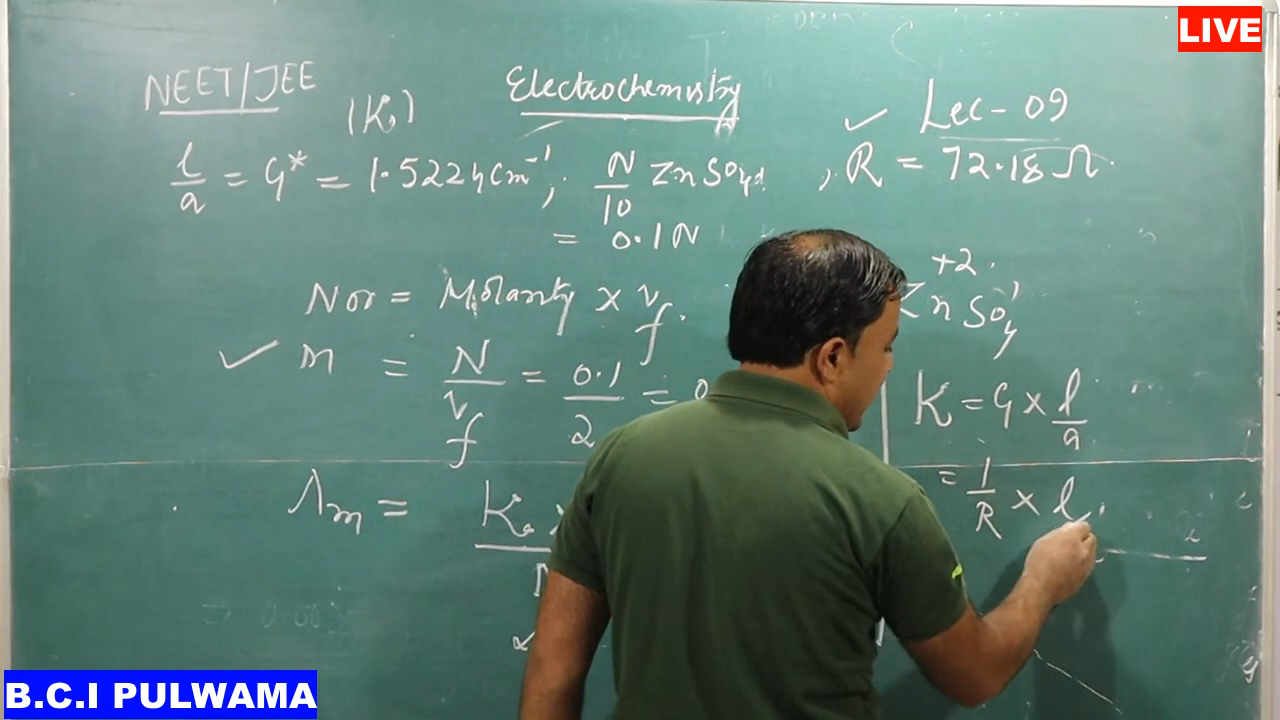 LIVE
NEET/JEE
Electrochemistry
Lec-09
(K)
l/a = G* = 1.5224 cm⁻¹, N/10 ZnSO₄, R = 72.18 Ω
= 0.1N
+2
Nor = Molarity x vf
ZnSO₄
✓ m = N/vf = 0.1/2 =
K = G x l/a
Λm = K
= 1/R x l
B.C.I PULWAMA